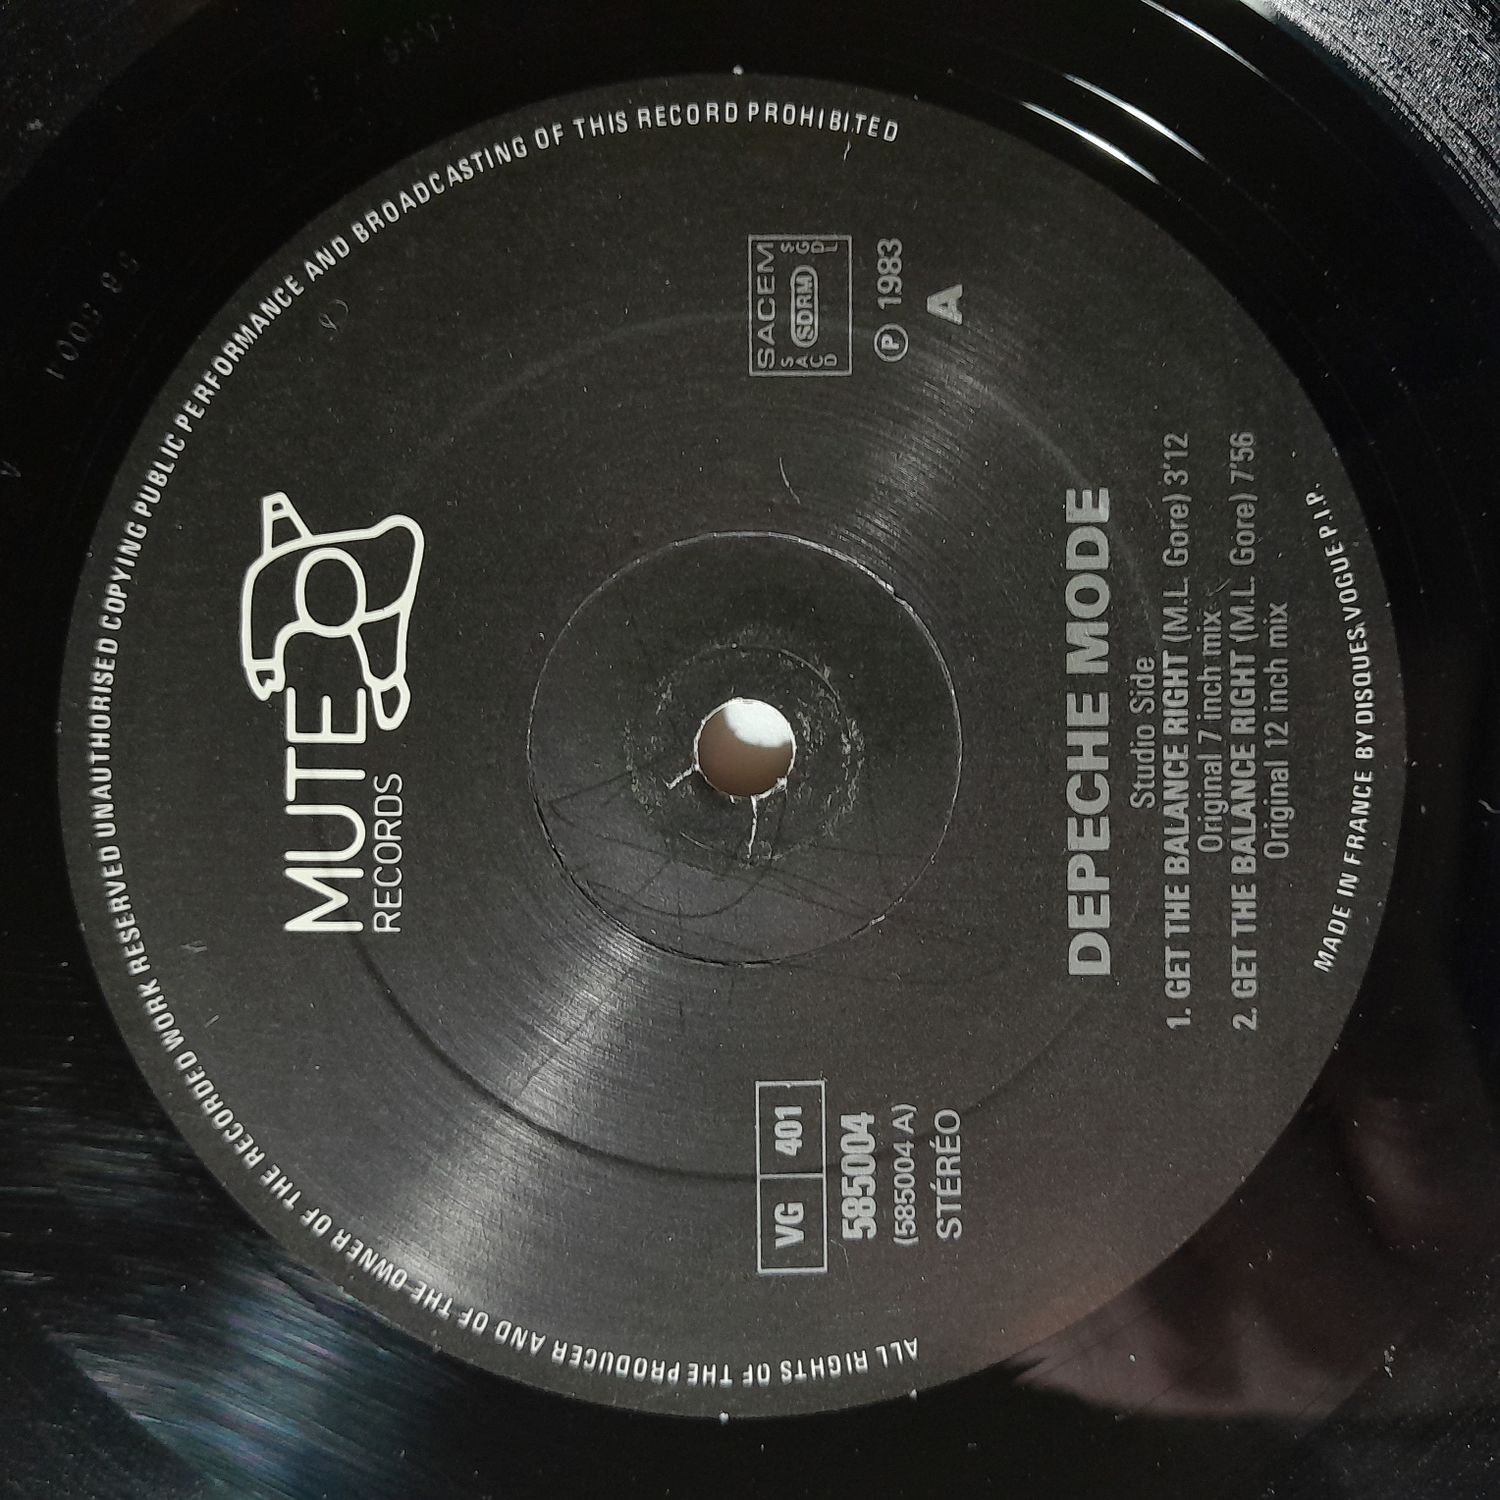 ALL RIGHTS OF THE PRODUCER AND OF THE OWNER OF THE RECORDED WORK RESERVED UNAUTHORISED COPYING PUBLIC PERFORMANCE AND BROADCASTING OF THIS RECORD PROHIBITED
MUTE
RECORDS
VG 401
585004
(585004 A)
STÉRÉO
SACEM
SACD
SDRM
SGDL
℗ 1983
A
DEPECHE MODE
Studio Side
1. GET THE BALANCE RIGHT (M.L. Gore) 3'12
Original 7 inch mix
2. GET THE BALANCE RIGHT (M.L. Gore) 7'56
Original 12 inch mix
MADE IN FRANCE BY DISQUES VOGUE P.I.P.